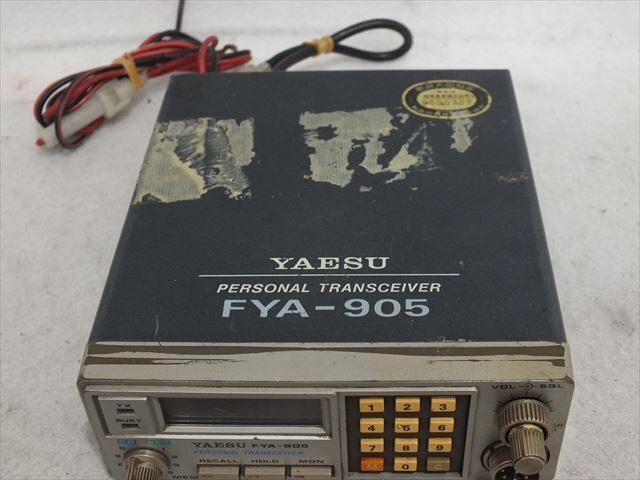 YAESU
PERSONAL TRANSCEIVER
FYA-905
VOL SQL
TX
BUSY
YAESU FYA-905
PERSONAL TRANSCEIVER
RECALL HOLD MON
MEM
1 2 3
4 5 6
7 8 9
M 0 C